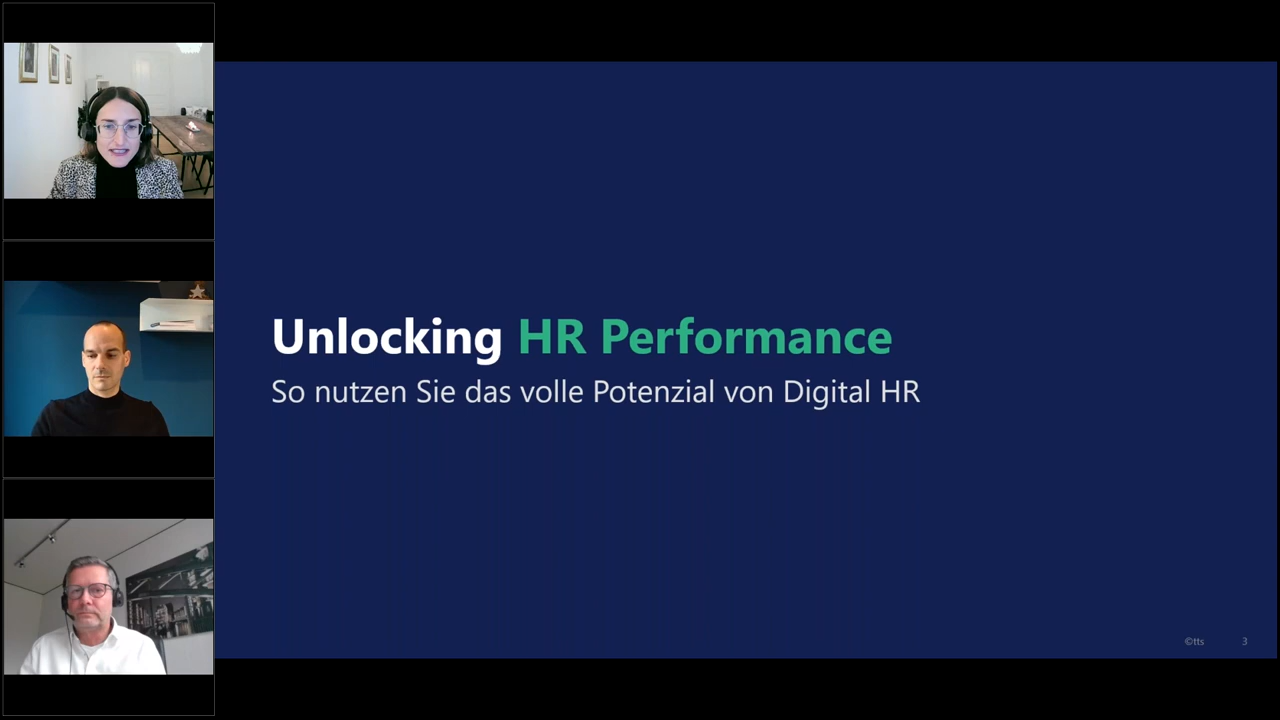 Unlocking HR Performance
So nutzen Sie das volle Potenzial von Digital HR
©tts 3